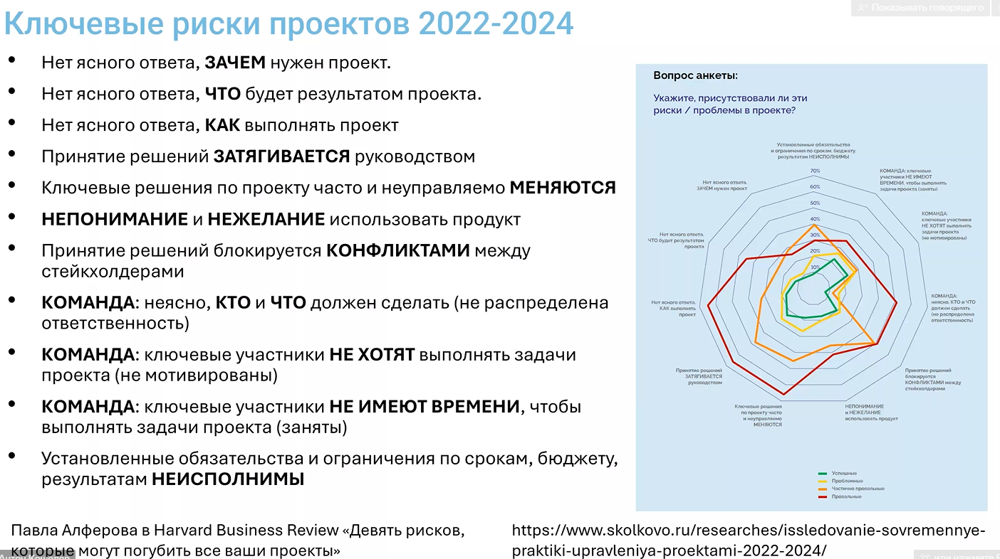 Показывать говорящего
Ключевые риски проектов 2022-2024
• Нет ясного ответа, ЗАЧЕМ нужен проект.
• Нет ясного ответа, ЧТО будет результатом проекта.
• Нет ясного ответа, КАК выполнять проект
• Принятие решений ЗАТЯГИВАЕТСЯ руководством
• Ключевые решения по проекту часто и неуправляемо МЕНЯЮТСЯ
• НЕПОНИМАНИЕ и НЕЖЕЛАНИЕ использовать продукт
• Принятие решений блокируется КОНФЛИКТАМИ между
стейкхолдерами
• КОМАНДА: неясно, КТО и ЧТО должен сделать (не распределена
ответственность)
• КОМАНДА: ключевые участники НЕ ХОТЯТ выполнять задачи
проекта (не мотивированы)
• КОМАНДА: ключевые участники НЕ ИМЕЮТ ВРЕМЕНИ, чтобы
выполнять задачи проекта (заняты)
• Установленные обязательства и ограничения по срокам, бюджету,
результатам НЕИСПОЛНИМЫ
Вопрос анкеты:
Укажите, присутствовали ли эти
риски / проблемы в проекте?
Установленные обязательства
и ограничения по срокам, бюджету,
результатам НЕИСПОЛНИМЫ
70%
60%
50%
40%
30%
20%
10%
КОМАНДА: ключевые
участники НЕ ИМЕЮТ
ВРЕМЕНИ, чтобы выполнять
задачи проекта (заняты)
КОМАНДА:
ключевые участники
НЕ ХОТЯТ выполнять
задачи проекта
(не мотивированы)
КОМАНДА:
неясно, КТО и ЧТО
должен сделать
(не распределена
ответственность)
Принятие решений
блокируется
КОНФЛИКТАМИ между
стейкхолдерами
НЕПОНИМАНИЕ
и НЕЖЕЛАНИЕ
использовать продукт
Ключевые решения
по проекту часто
и неуправляемо
МЕНЯЮТСЯ
Принятие решений
ЗАТЯГИВАЕТСЯ
руководством
Нет ясного ответа,
КАК выполнять
проект
Нет ясного ответа,
ЧТО будет результатом
проекта
Нет ясного ответа,
ЗАЧЕМ нужен проект
Успешные
Проблемные
Частично провальные
Провальные
Павла Алферова в Harvard Business Review «Девять рисков,
которые могут погубить все ваши проекты»
https://www.skolkovo.ru/researches/issledovanie-sovremennye-
praktiki-upravleniya-proektami-2022-2024/
или нажмите